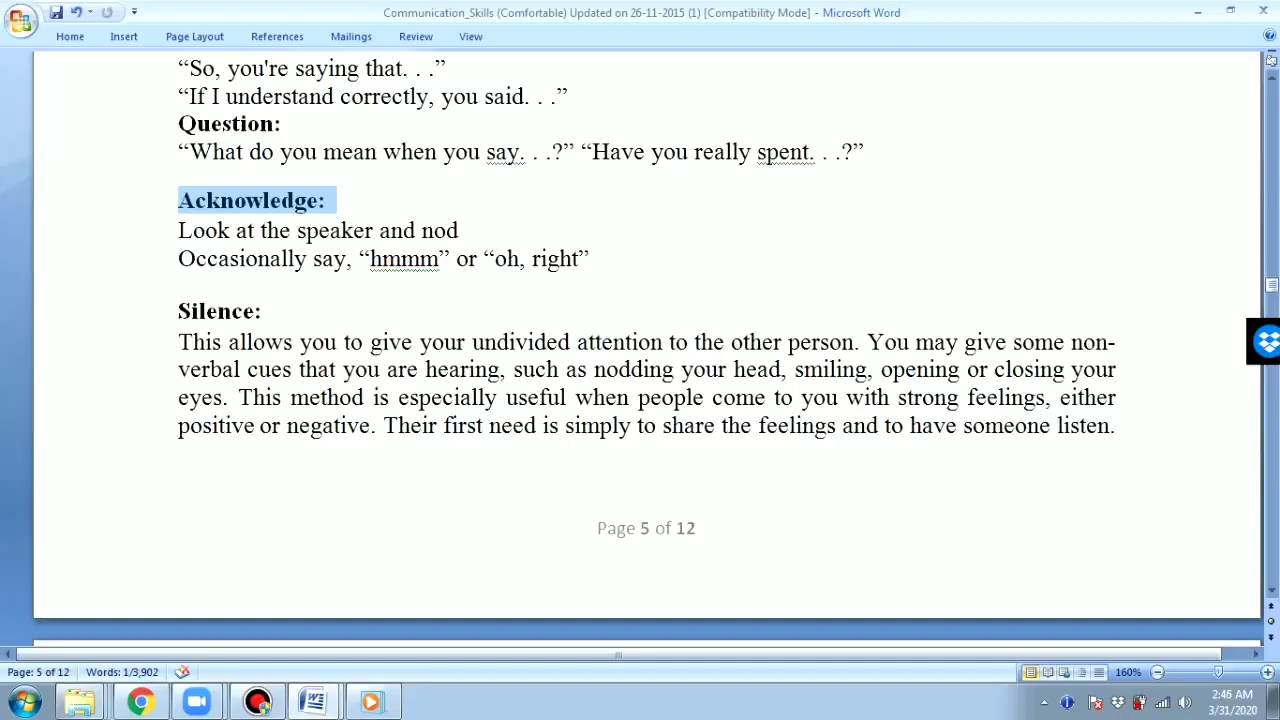 Communication_Skills (Comfortable) Updated on 26-11-2015 (1) [Compatibility Mode] - Microsoft Word
Home Insert Page Layout References Mailings Review View
“So, you're saying that. . .”
“If I understand correctly, you said. . .”
Question:
“What do you mean when you say. . .?” “Have you really spent. . .?”
Acknowledge:
Look at the speaker and nod
Occasionally say, “hmmm” or “oh, right”
Silence:
This allows you to give your undivided attention to the other person. You may give some non-
verbal cues that you are hearing, such as nodding your head, smiling, opening or closing your
eyes. This method is especially useful when people come to you with strong feelings, either
positive or negative. Their first need is simply to share the feelings and to have someone listen.
Page 5 of 12
Page: 5 of 12 Words: 1/3,902 160%
2:46 AM
3/31/2020